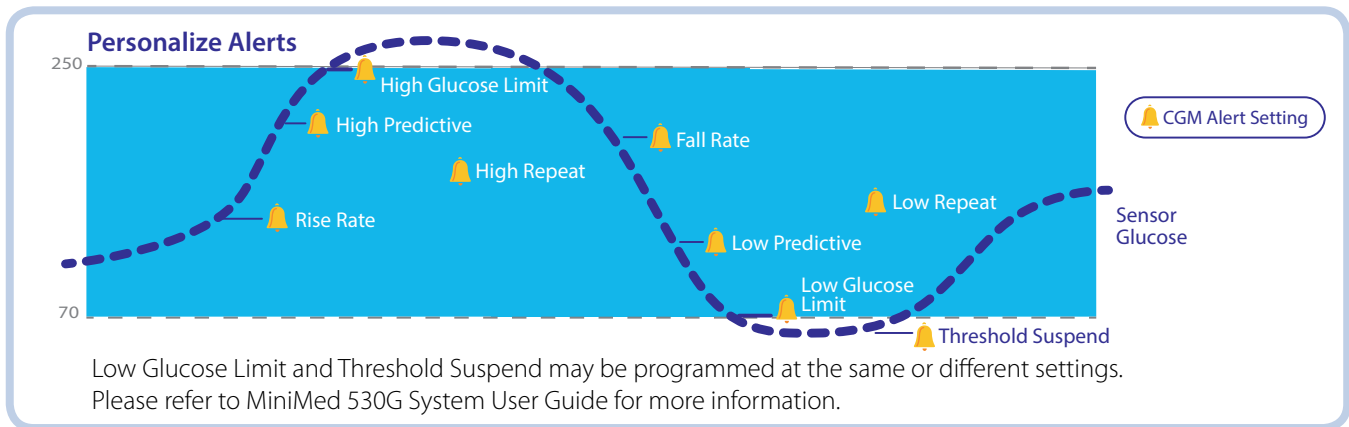 Personalize Alerts
250
High Glucose Limit
High Predictive
CGM Alert Setting
Fall Rate
High Repeat
Low Repeat
Rise Rate
Sensor
Glucose
Low Predictive
Low Glucose
Limit
70
Threshold Suspend
Low Glucose Limit and Threshold Suspend may be programmed at the same or different settings.
Please refer to MiniMed 530G System User Guide for more information.